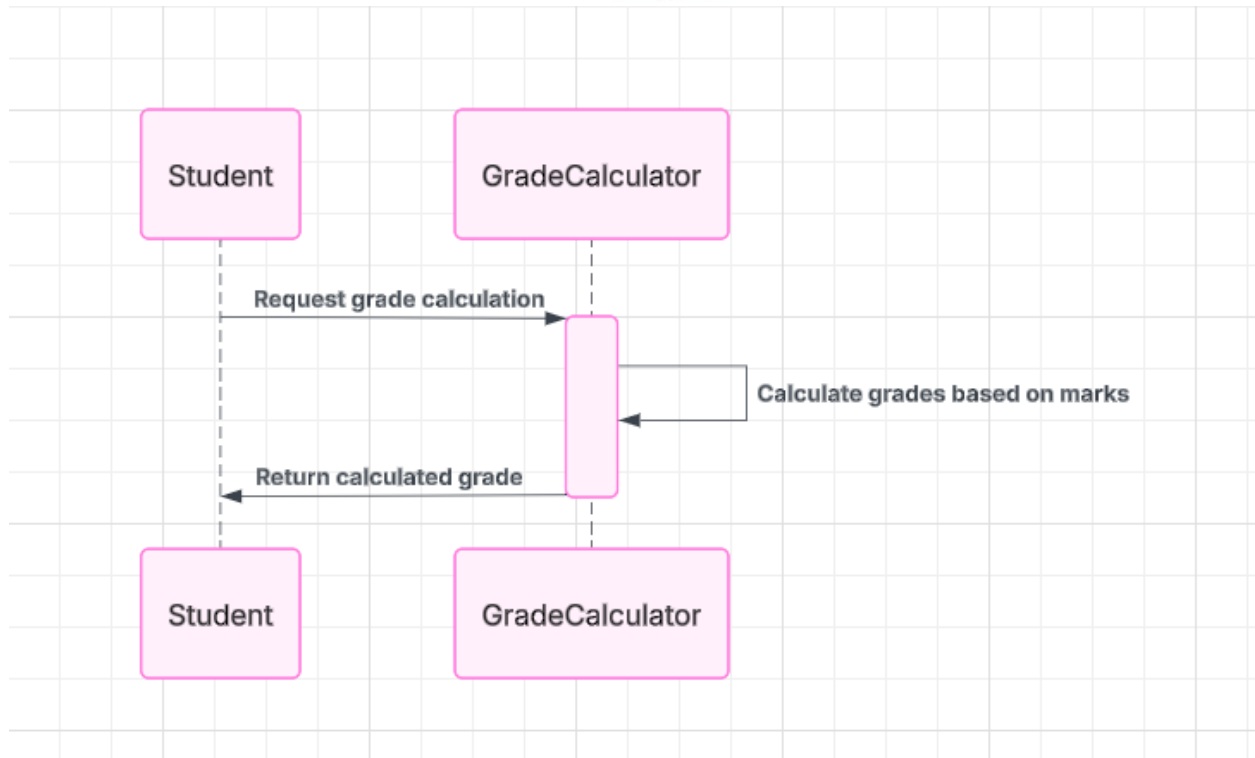 Student
GradeCalculator
Request grade calculation
Calculate grades based on marks
Return calculated grade
Student
GradeCalculator